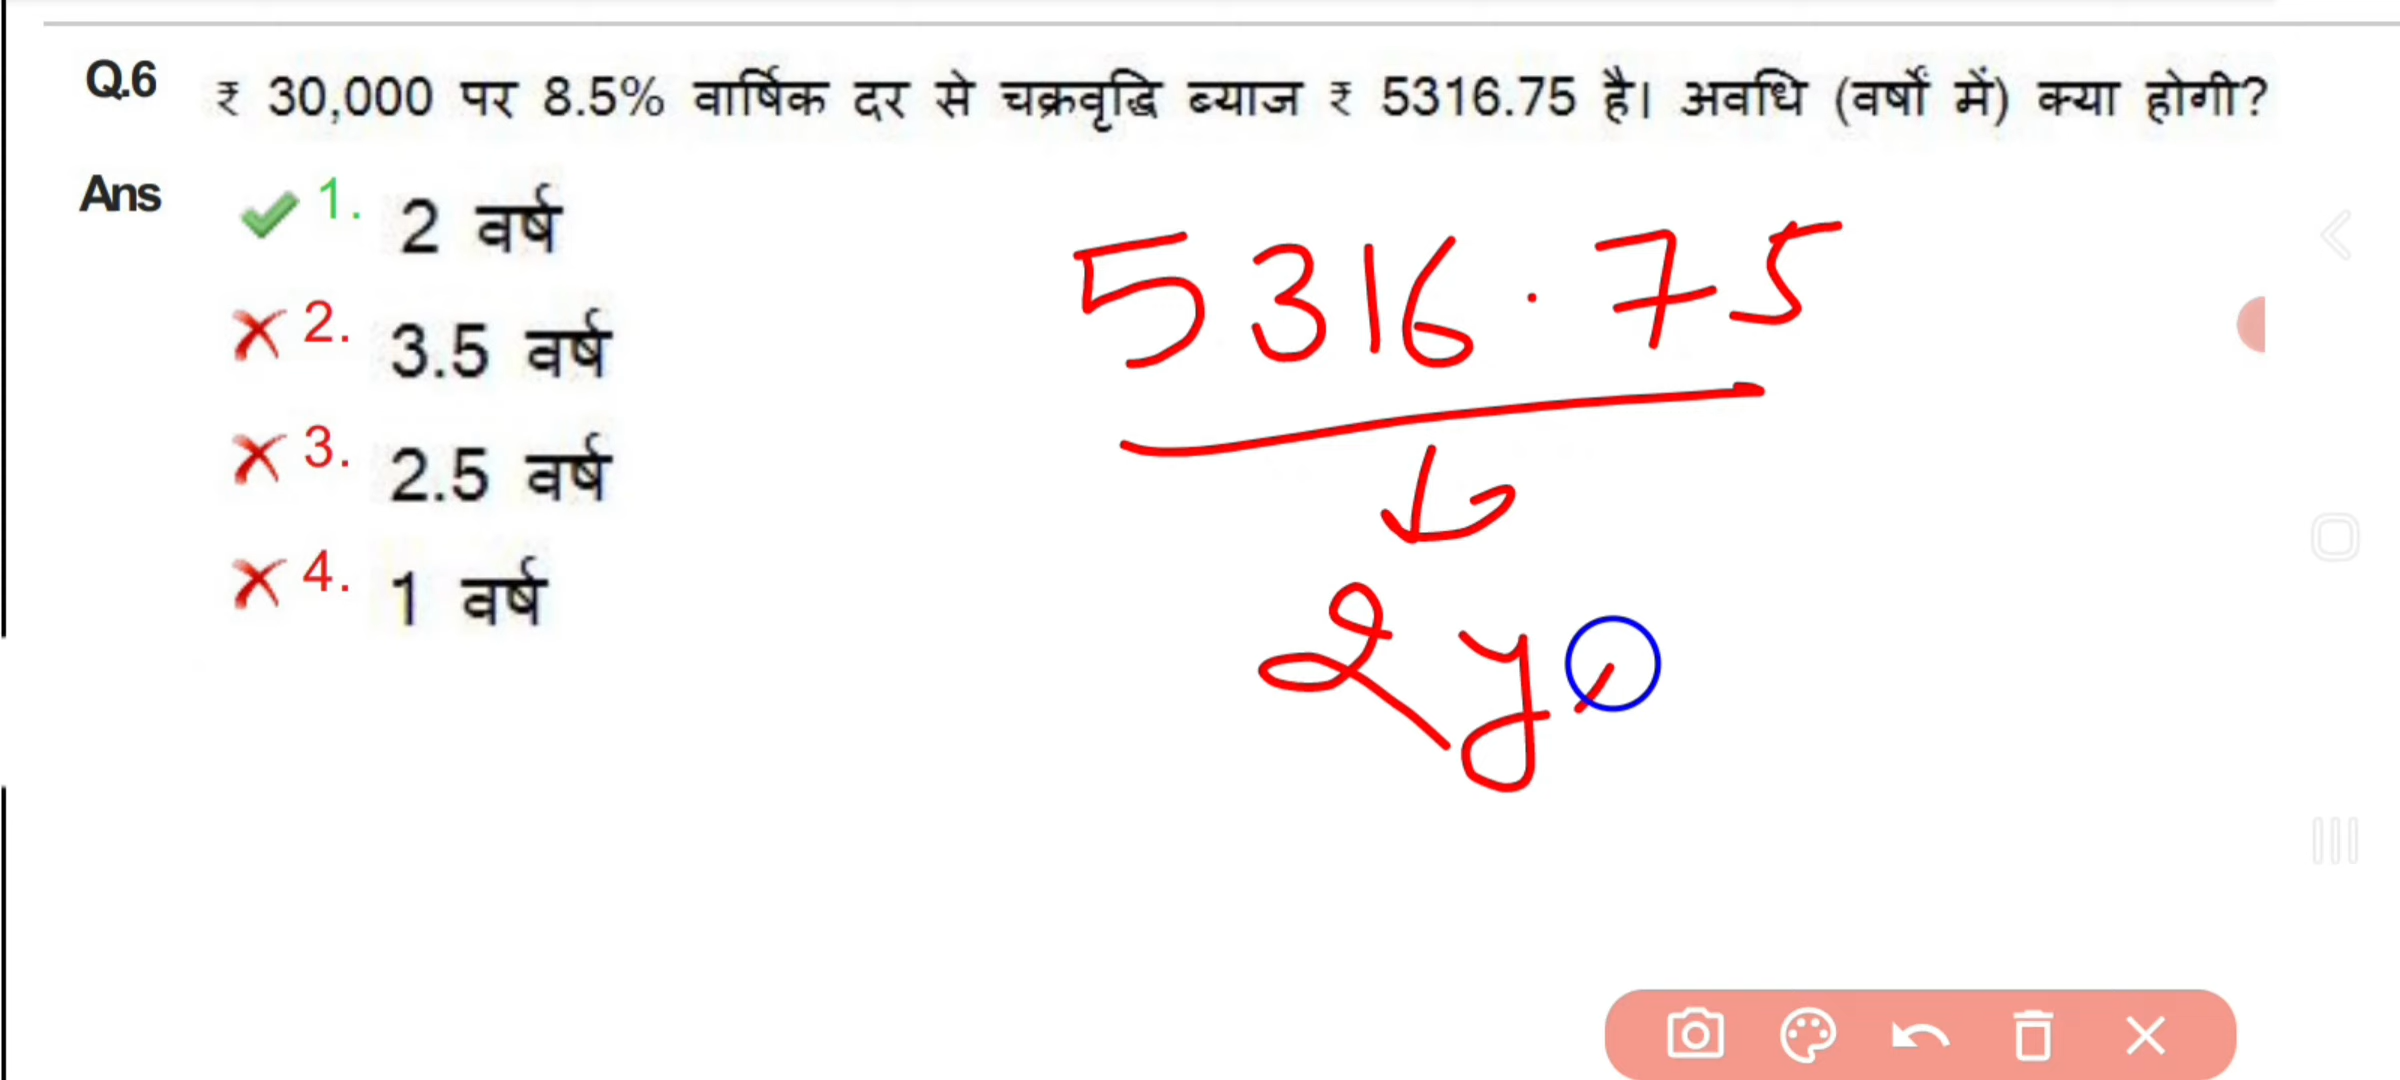 Q.6 ₹ 30,000 पर 8.5% वार्षिक दर से चक्रवृद्धि ब्याज ₹ 5316.75 है। अवधि (वर्षों में) क्या होगी?
Ans 1. 2 वर्ष
2. 3.5 वर्ष
3. 2.5 वर्ष
4. 1 वर्ष
5316.75
2y